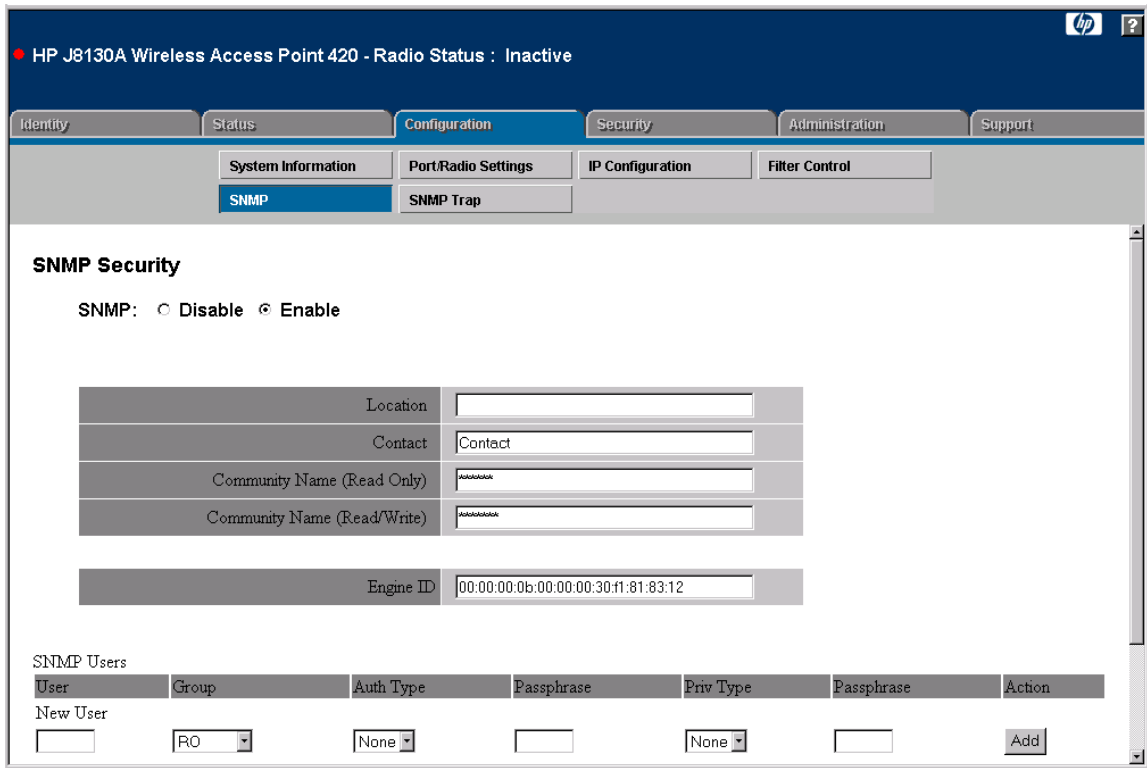 hp ?
HP J8130A Wireless Access Point 420 - Radio Status : Inactive
Identity Status Configuration Security Administration Support
System Information Port/Radio Settings IP Configuration Filter Control
SNMP SNMP Trap
SNMP Security
SNMP: Disable Enable
Location
Contact Contact
Community Name (Read Only) ******
Community Name (Read/Write) *******
Engine ID 00:00:00:0b:00:00:00:30:f1:81:83:12
SNMP Users
User Group Auth Type Passphrase Priv Type Passphrase Action
New User
RO None None Add